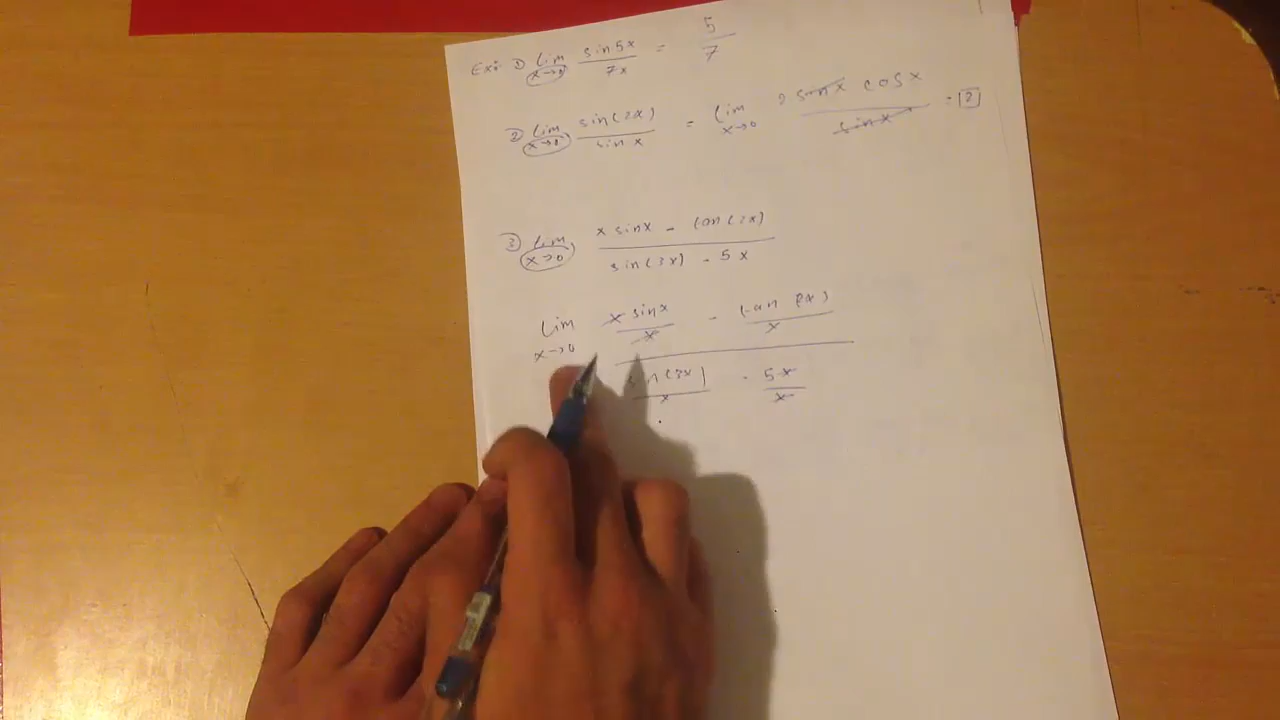 Ex: ① lim x→0 sin5x / 7x = 5 / 7
② lim x→0 sin(2x) / sin x = lim x→0 2 sinx cosx / sinx = 2
③ lim x→0 x sinx - tan(2x) / sin(3x) - 5x
lim x→0 x sinx / x - tan(2x) / x
sin(3x) / x - 5x / x